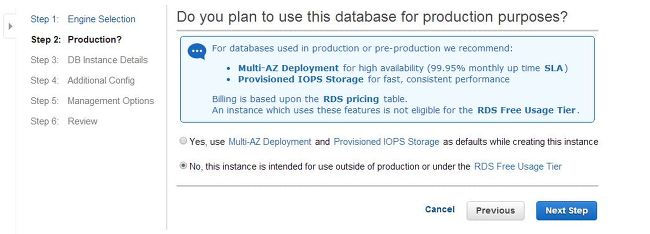 Step 1: Engine Selection
Step 2: Production?
Step 3: DB Instance Details
Step 4: Additional Config
Step 5: Management Options
Step 6: Review
Do you plan to use this database for production purposes?
For databases used in production or pre-production we recommend:
• Multi-AZ Deployment for high availability (99.95% monthly up time SLA)
• Provisioned IOPS Storage for fast, consistent performance
Billing is based upon the RDS pricing table.
An instance which uses these features is not eligible for the RDS Free Usage Tier.
Yes, use Multi-AZ Deployment and Provisioned IOPS Storage as defaults while creating this instance
No, this instance is intended for use outside of production or under the RDS Free Usage Tier
Cancel Previous Next Step